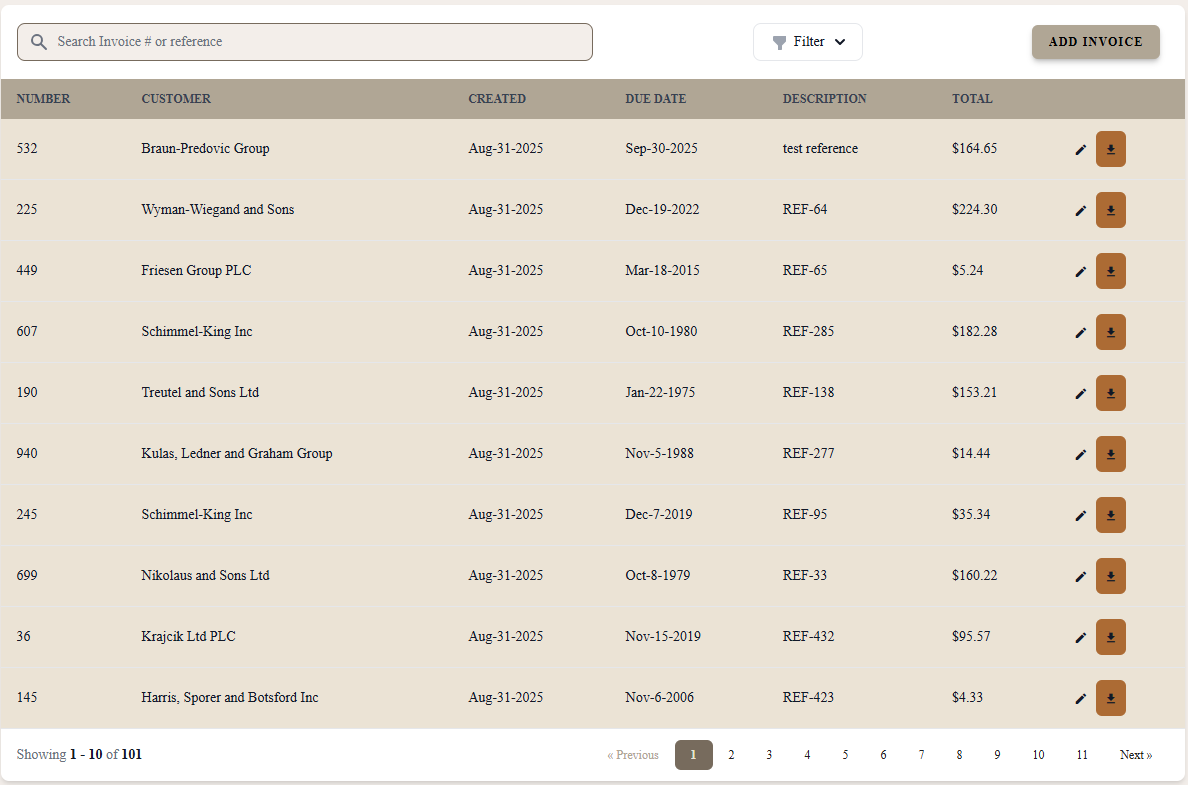 Search Invoice # or reference Filter ADD INVOICE
NUMBER CUSTOMER CREATED DUE DATE DESCRIPTION TOTAL
532 Braun-Predovic Group Aug-31-2025 Sep-30-2025 test reference $164.65
225 Wyman-Wiegand and Sons Aug-31-2025 Dec-19-2022 REF-64 $224.30
449 Friesen Group PLC Aug-31-2025 Mar-18-2015 REF-65 $5.24
607 Schimmel-King Inc Aug-31-2025 Oct-10-1980 REF-285 $182.28
190 Treutel and Sons Ltd Aug-31-2025 Jan-22-1975 REF-138 $153.21
940 Kulas, Ledner and Graham Group Aug-31-2025 Nov-5-1988 REF-277 $14.44
245 Schimmel-King Inc Aug-31-2025 Dec-7-2019 REF-95 $35.34
699 Nikolaus and Sons Ltd Aug-31-2025 Oct-8-1979 REF-33 $160.22
36 Krajcik Ltd PLC Aug-31-2025 Nov-15-2019 REF-432 $95.57
145 Harris, Sporer and Botsford Inc Aug-31-2025 Nov-6-2006 REF-423 $4.33
Showing 1 - 10 of 101 « Previous 1 2 3 4 5 6 7 8 9 10 11 Next »